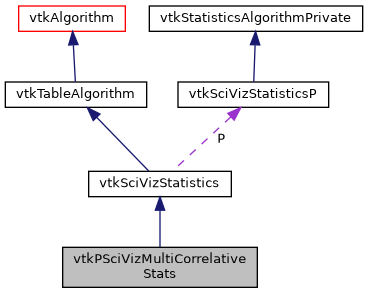 vtkAlgorithm
vtkStatisticsAlgorithmPrivate
vtkTableAlgorithm
vtkSciVizStatisticsP
P
vtkSciVizStatistics
vtkPSciVizMultiCorrelative
Stats